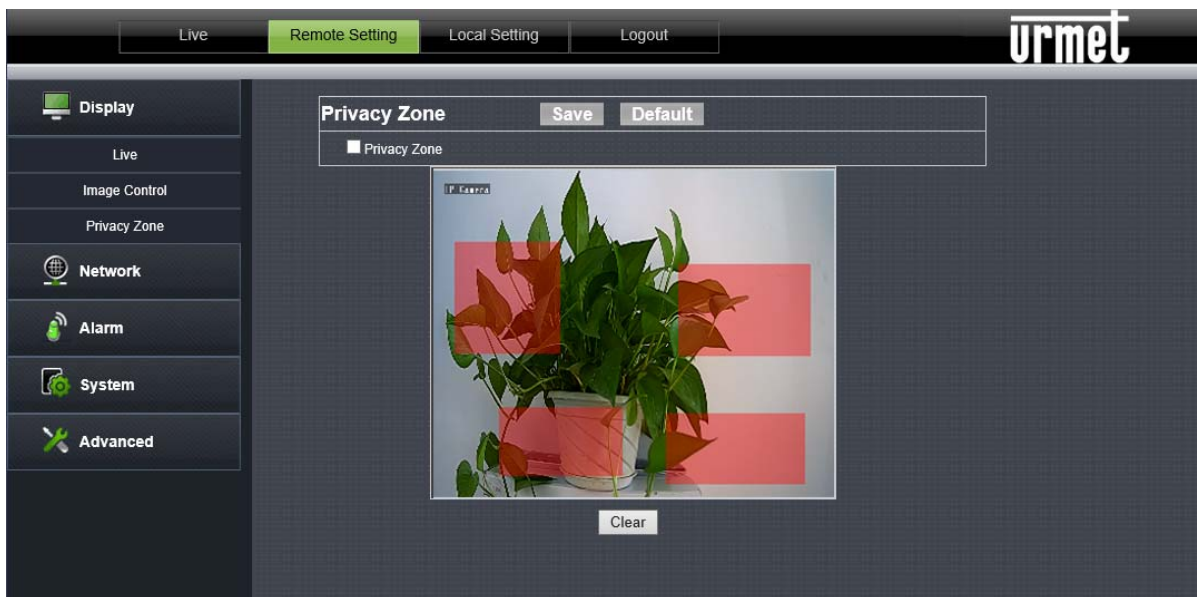 Live Remote Setting Local Setting Logout urmet
Display
Live
Image Control
Privacy Zone
Network
Alarm
System
Advanced
Privacy Zone Save Default
Privacy Zone
IP Camera
Clear